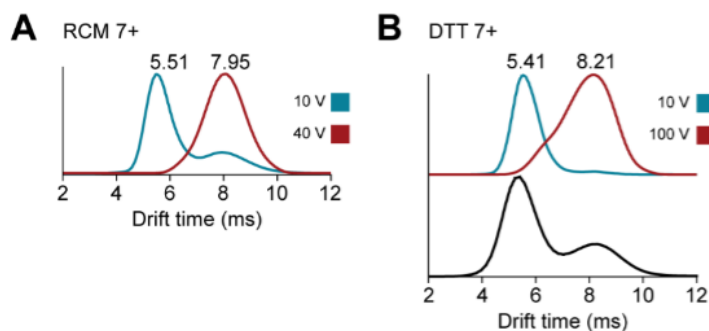 A RCM 7+
5.51 7.95
10 V
40 V
2 4 6 8 10 12
Drift time (ms)
B DTT 7+
5.41 8.21
10 V
100 V
2 4 6 8 10 12
Drift time (ms)